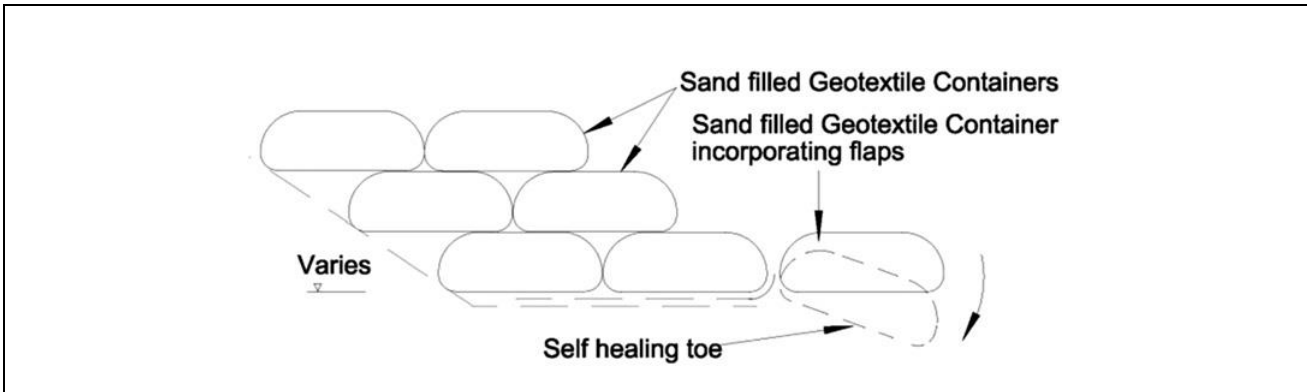 Sand filled Geotextile Containers
Sand filled Geotextile Container
incorporating flaps
Varies
Self healing toe